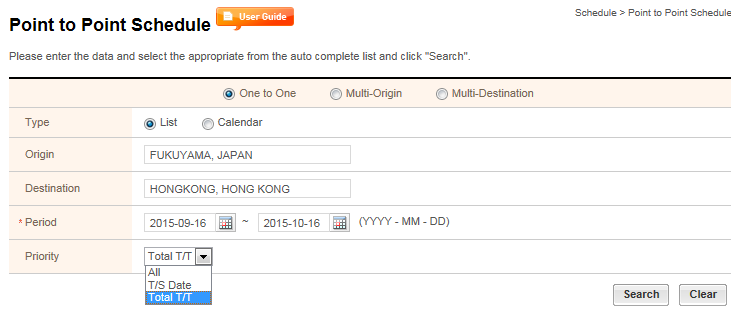 Schedule > Point to Point Schedule
Point to Point Schedule
User Guide
Please enter the data and select the appropriate from the auto complete list and click "Search".
One to One Multi-Origin Multi-Destination
Type List Calendar
Origin FUKUYAMA, JAPAN
Destination HONGKONG, HONG KONG
* Period 2015-09-16 ~ 2015-10-16 (YYYY - MM - DD)
Priority Total T/T
All
T/S Date
Total T/T
Search Clear